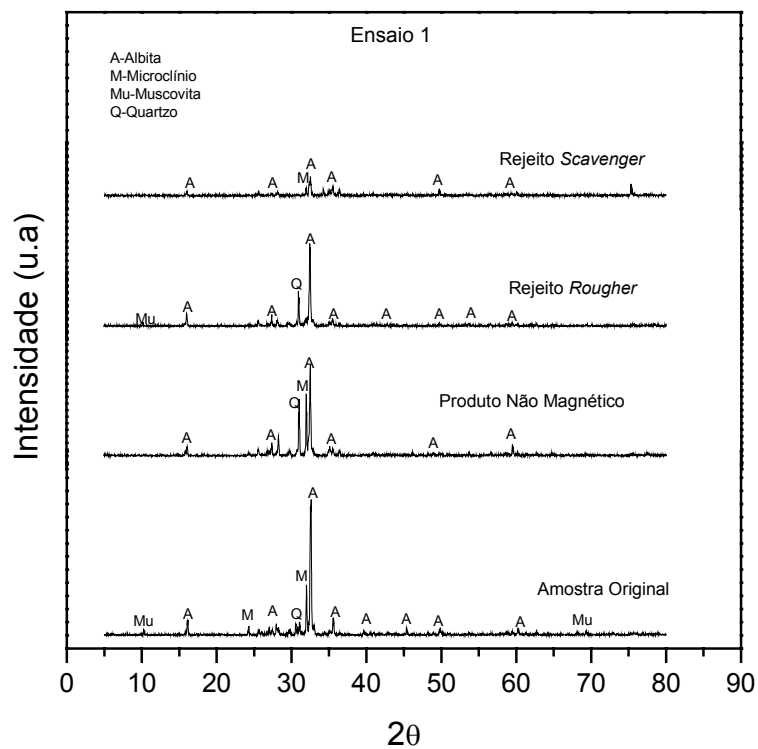 Ensaio 1
A-Albita
M-Microclínio
Mu-Muscovita
Q-Quartzo
Rejeito Scavenger
A A M A A A A
Rejeito Rougher
Mu A A Q A A A A A A
Produto Não Magnético
A A Q M A A A A
Amostra Original
Mu A M A Q M A A A A A A Mu
Intensidade (u.a)
0 10 20 30 40 50 60 70 80 90
2θ